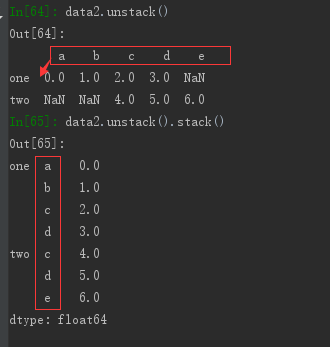 In[64]: data2.unstack()
Out[64]:
a b c d e
one 0.0 1.0 2.0 3.0 NaN
two NaN NaN 4.0 5.0 6.0
In[65]: data2.unstack().stack()
Out[65]:
one a 0.0
b 1.0
c 2.0
d 3.0
two c 4.0
d 5.0
e 6.0
dtype: float64